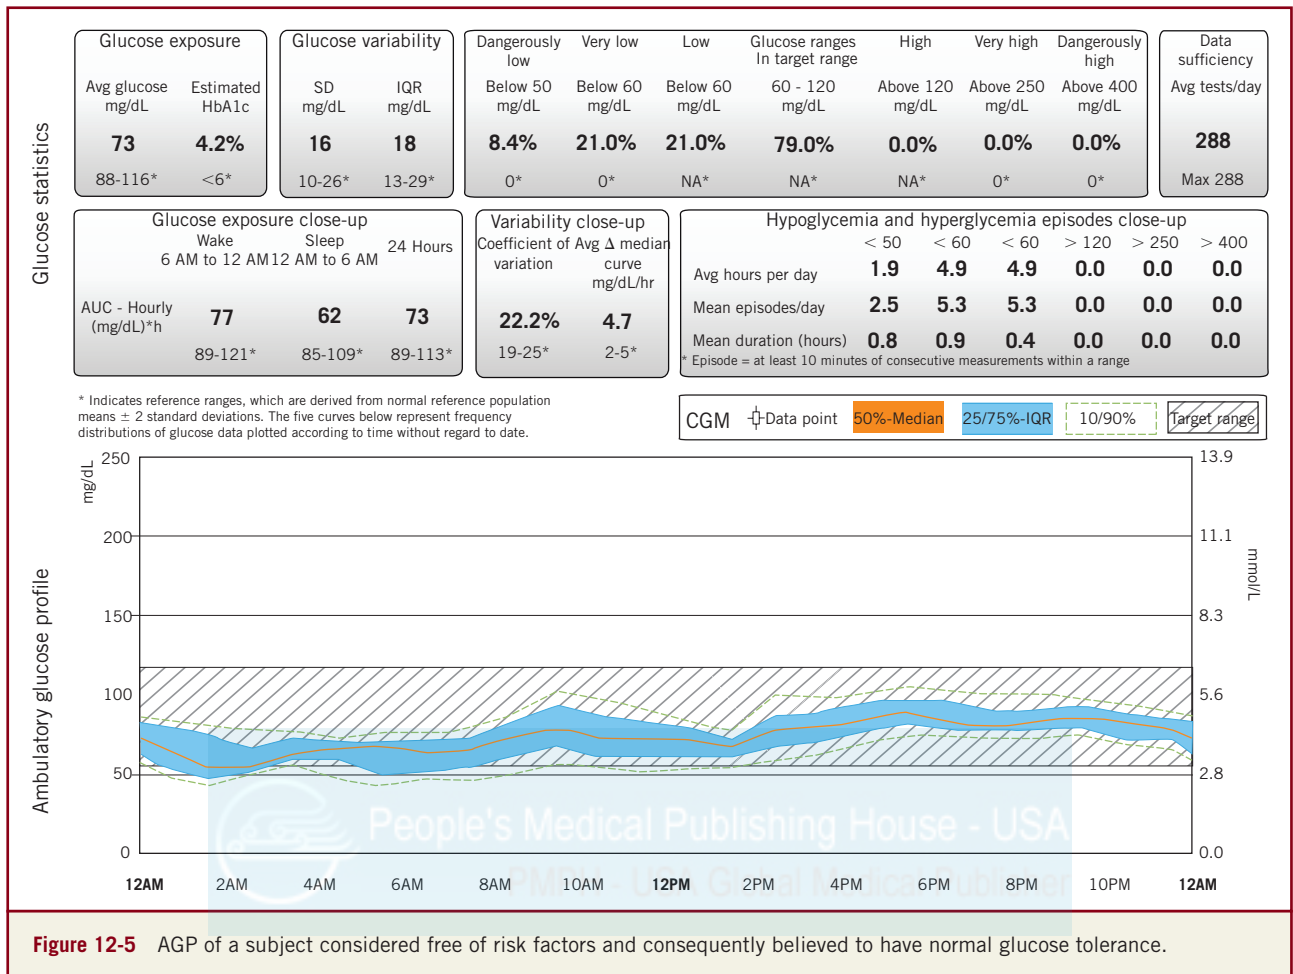 Glucose statistics
Glucose exposure
Avg glucose mg/dL
Estimated HbA1c
73 4.2%
88-116* <6*
Glucose variability
SD mg/dL
IQR mg/dL
16 18
10-26* 13-29*
Dangerously low
Very low
Low
Glucose ranges
In target range
High
Very high
Dangerously high
Below 50 mg/dL
Below 60 mg/dL
Below 60 mg/dL
60 - 120 mg/dL
Above 120 mg/dL
Above 250 mg/dL
Above 400 mg/dL
8.4% 21.0% 21.0% 79.0% 0.0% 0.0% 0.0%
0* 0* NA* NA* NA* 0* 0*
Data sufficiency
Avg tests/day
288
Max 288
Glucose exposure close-up
Wake
6 AM to 12 AM
Sleep
12 AM to 6 AM
24 Hours
AUC - Hourly
(mg/dL)*h
77 62 73
89-121* 85-109* 89-113*
Variability close-up
Coefficient of variation
Avg Δ median curve mg/dL/hr
22.2% 4.7
19-25* 2-5*
Hypoglycemia and hyperglycemia episodes close-up
< 50 < 60 < 60 > 120 > 250 > 400
Avg hours per day 1.9 4.9 4.9 0.0 0.0 0.0
Mean episodes/day 2.5 5.3 5.3 0.0 0.0 0.0
Mean duration (hours) 0.8 0.9 0.4 0.0 0.0 0.0
* Episode = at least 10 minutes of consecutive measurements within a range
* Indicates reference ranges, which are derived from normal reference population
means ± 2 standard deviations. The five curves below represent frequency
distributions of glucose data plotted according to time without regard to date.
CGM Data point 50%-Median 25/75%-IQR 10/90% Target range
Ambulatory glucose profile
mg/dL
250
200
150
100
50
0
13.9
11.1
8.3
5.6
2.8
0.0
mmol/L
People's Medical Publishing House - USA
PMPH - USA Global Medical Publisher
12AM 2AM 4AM 6AM 8AM 10AM 12PM 2PM 4PM 6PM 8PM 10PM 12AM
Figure 12-5 AGP of a subject considered free of risk factors and consequently believed to have normal glucose tolerance.